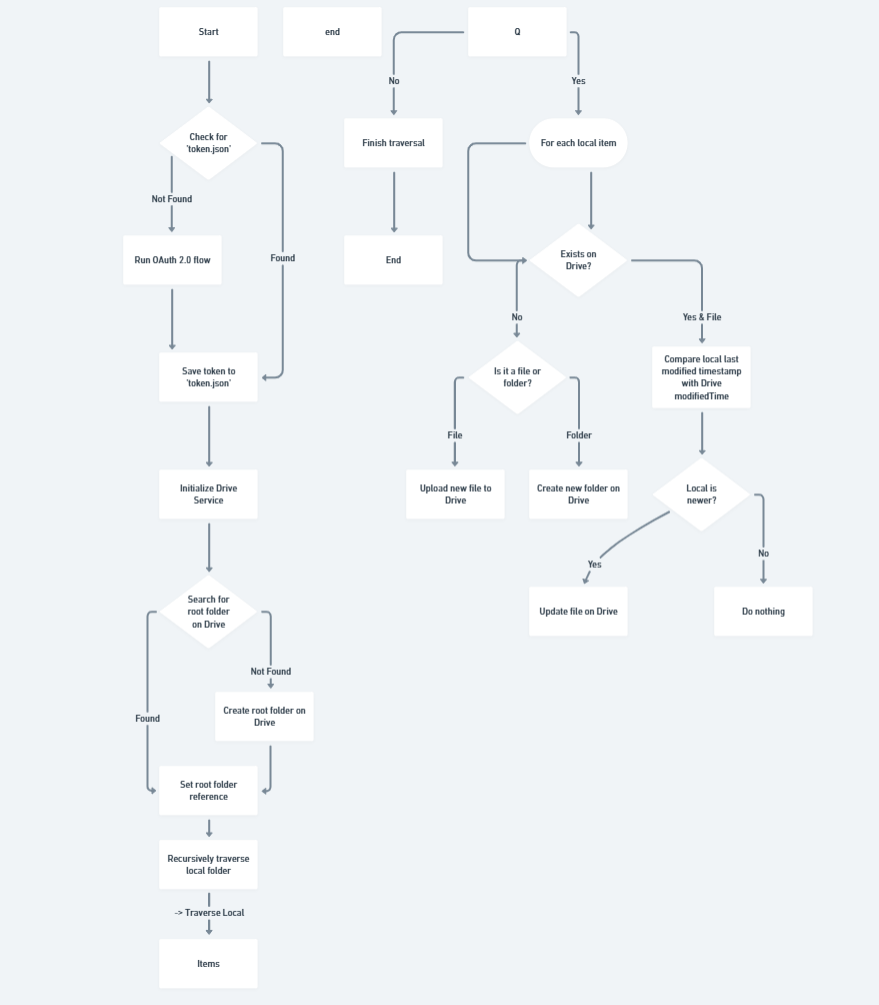 Start
end
Q
No
Yes
Check for
'token.json'
Finish traversal
For each local item
Not Found
Run OAuth 2.0 flow
Found
End
Exists on
Drive?
No
Yes & File
Save token to
'token.json'
Is it a file or
folder?
Compare local last
modified timestamp
with Drive
modifiedTime
File
Folder
Initialize Drive
Service
Upload new file to
Drive
Create new folder on
Drive
Local is
newer?
Yes
No
Search for
root folder
on Drive
Update file on Drive
Do nothing
Not Found
Found
Create root folder on
Drive
Set root folder
reference
Recursively traverse
local folder
-> Traverse Local
Items